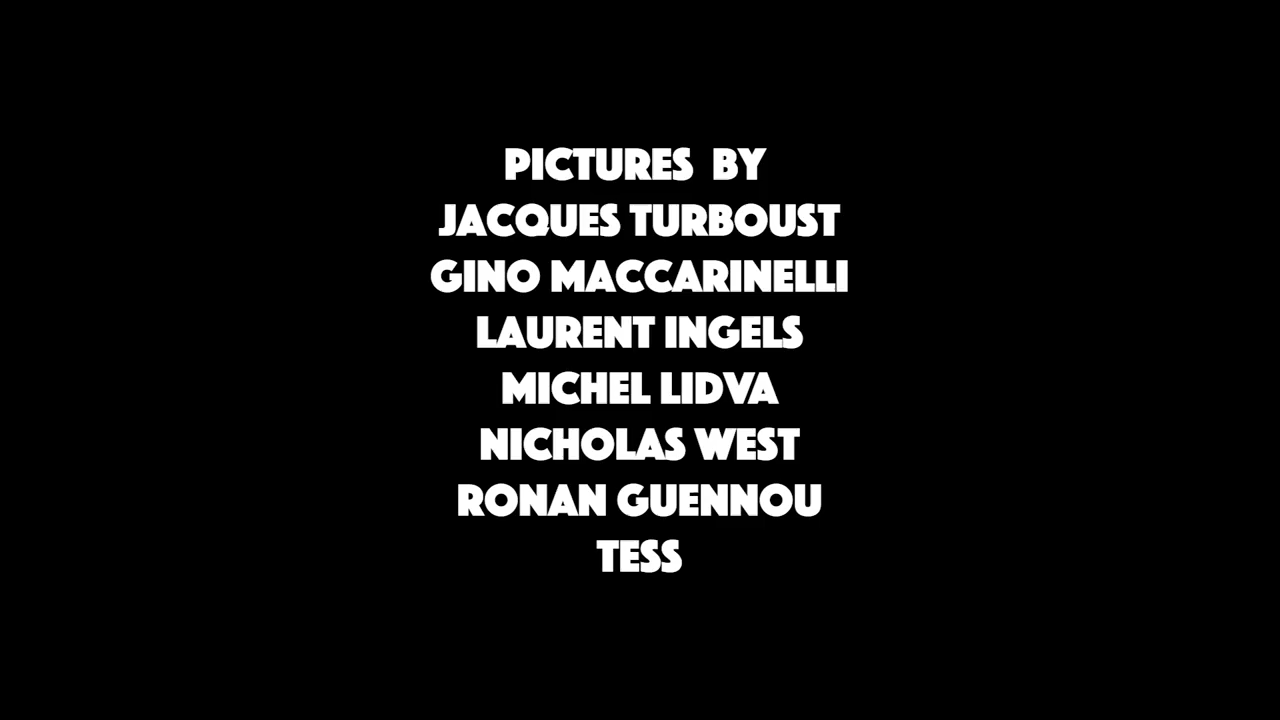 PICTURES BY
JACQUES TURBOUST
GINO MACCARINELLI
LAURENT INGELS
MICHEL LIDVA
NICHOLAS WEST
RONAN GUENNOU
TESS